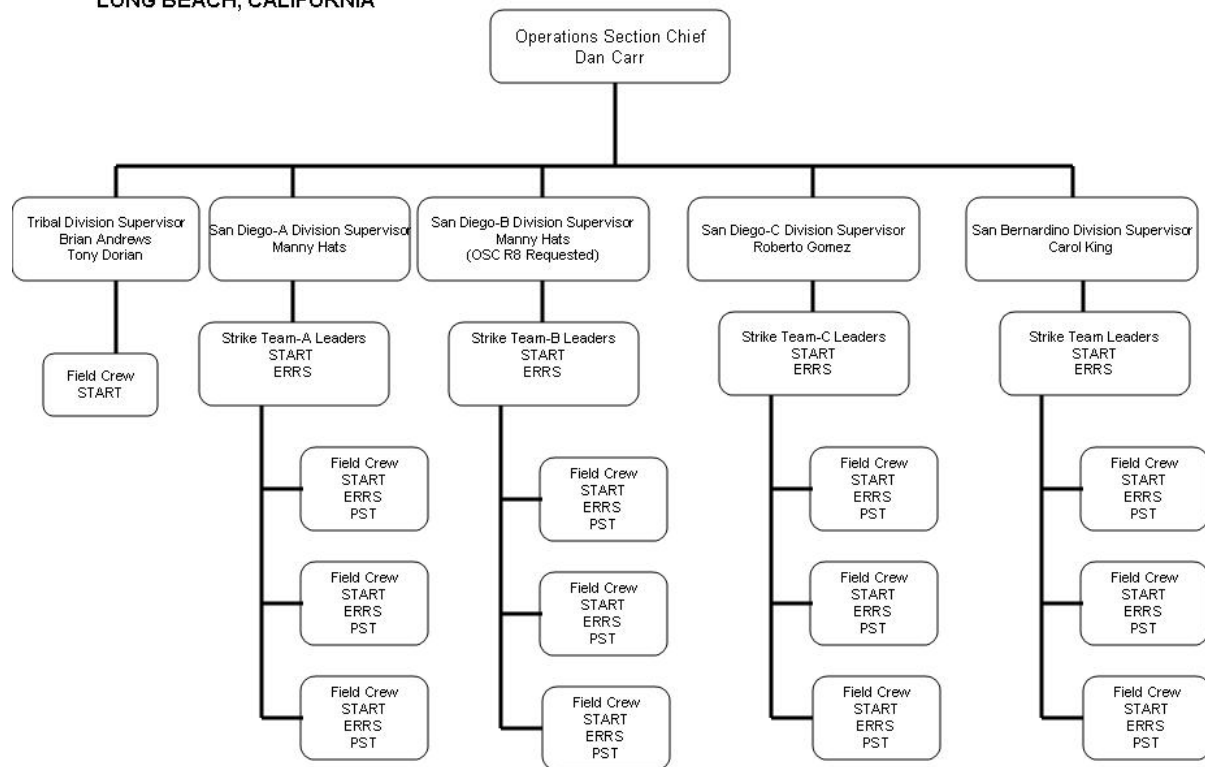 LONG BEACH, CALIFORNIA
Operations Section Chief
Dan Carr
Tribal Division Supervisor
Brian Andrews
Tony Dorian
San Diego-A Division Supervisor
Manny Hats
San Diego-B Division Supervisor
Manny Hats
(OSC R8 Requested)
San Diego-C Division Supervisor
Roberto Gomez
San Bernardino Division Supervisor
Carol King
Field Crew
START
Strike Team-A Leaders
START
ERRS
Strike Team-B Leaders
START
ERRS
Strike Team-C Leaders
START
ERRS
Strike Team Leaders
START
ERRS
Field Crew
START
ERRS
PST
Field Crew
START
ERRS
PST
Field Crew
START
ERRS
PST
Field Crew
START
ERRS
PST
Field Crew
START
ERRS
PST
Field Crew
START
ERRS
PST
Field Crew
START
ERRS
PST
Field Crew
START
ERRS
PST
Field Crew
START
ERRS
PST
Field Crew
START
ERRS
PST
Field Crew
START
ERRS
PST
Field Crew
START
ERRS
PST